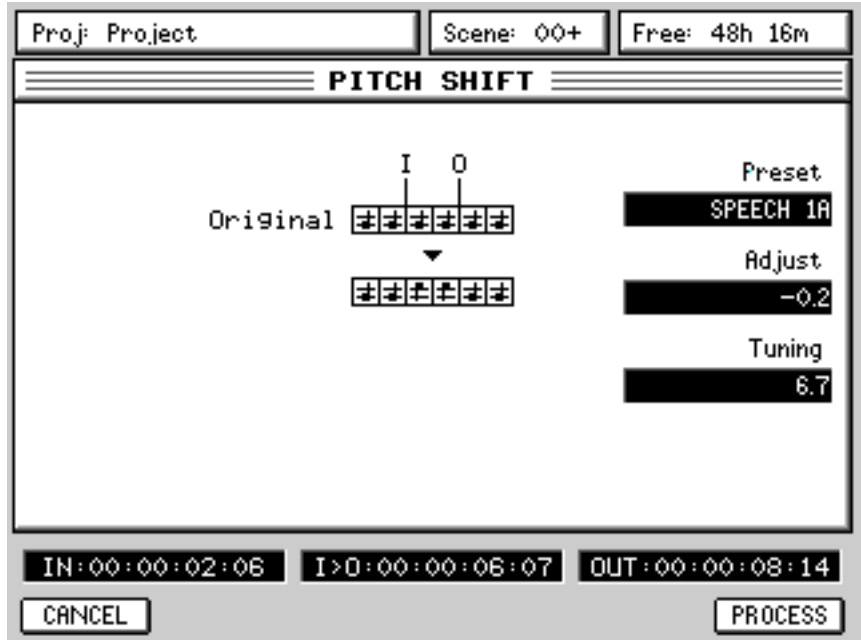 Proj: Project
Scene: 00+
Free: 48h 16m
PITCH SHIFT
I O
Original
Preset
SPEECH 1A
Adjust
-0.2
Tuning
6.7
IN:00:00:02:06
I>O:00:00:06:07
OUT:00:00:08:14
CANCEL
PROCESS